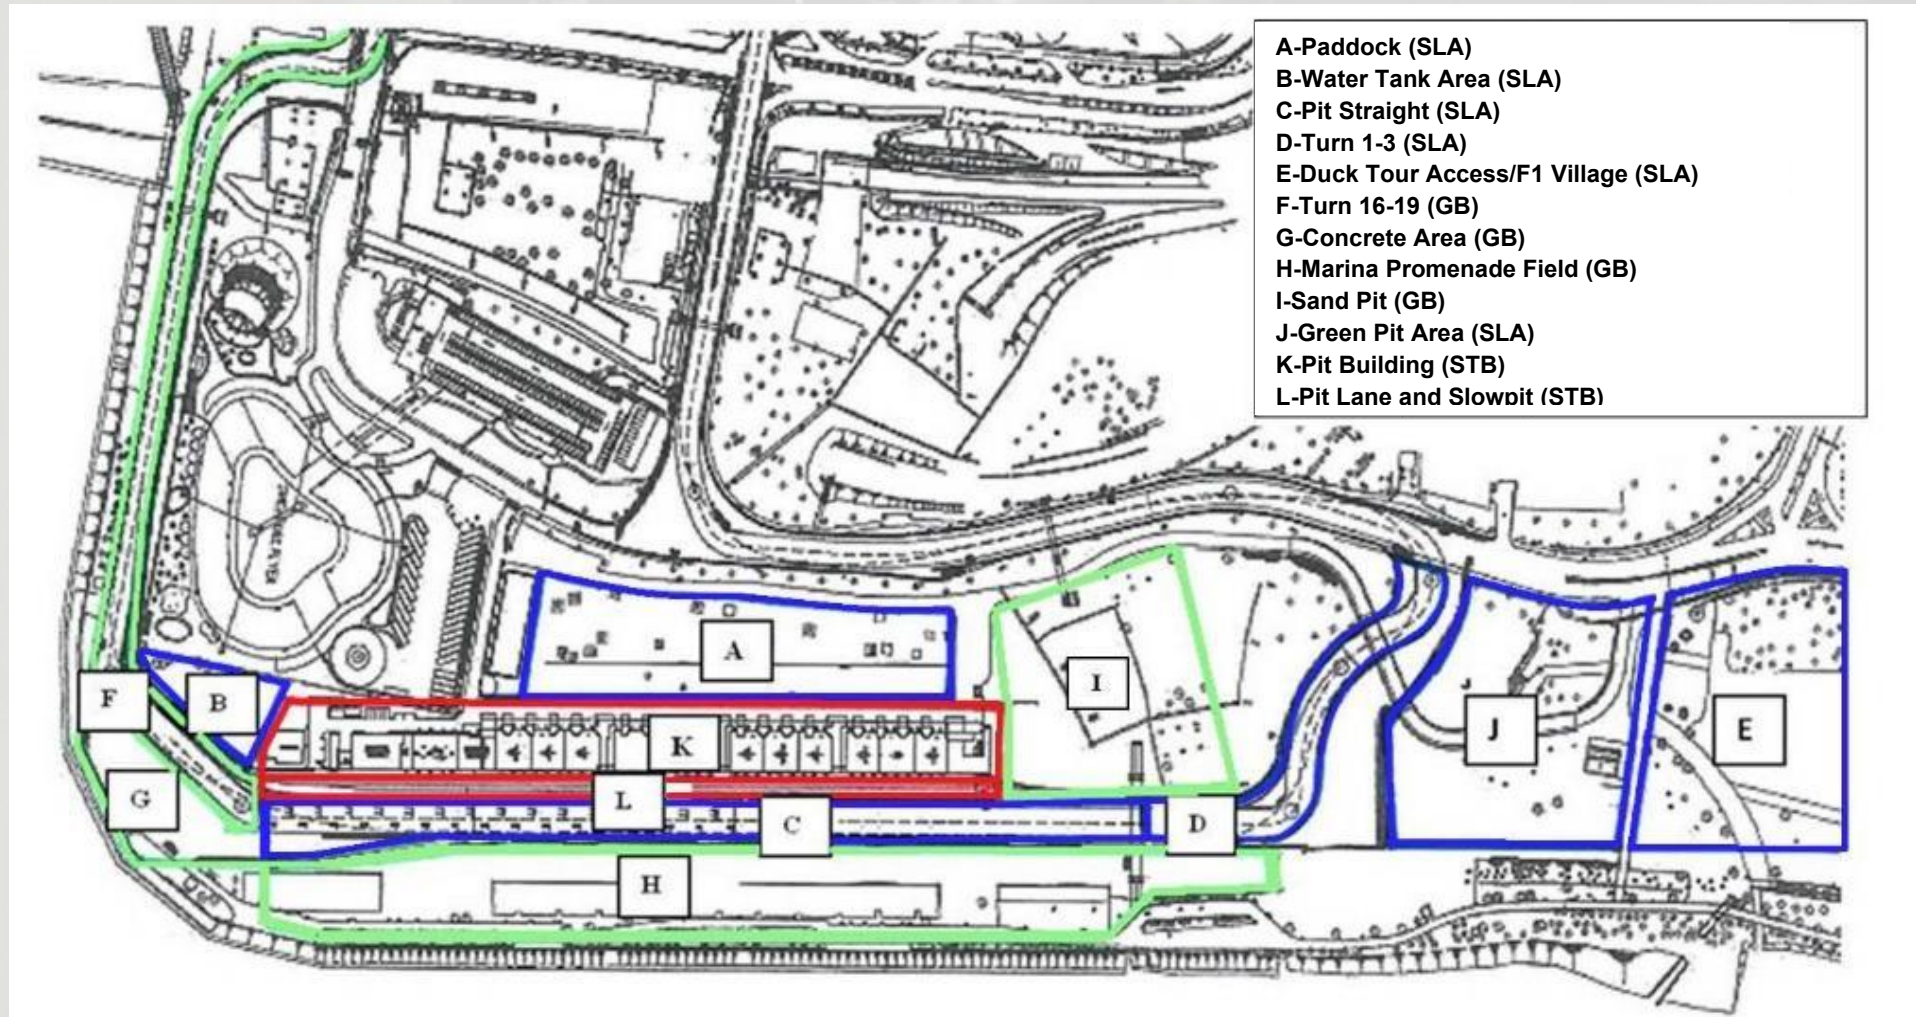 A-Paddock (SLA)
B-Water Tank Area (SLA)
C-Pit Straight (SLA)
D-Turn 1-3 (SLA)
E-Duck Tour Access/F1 Village (SLA)
F-Turn 16-19 (GB)
G-Concrete Area (GB)
H-Marina Promenade Field (GB)
I-Sand Pit (GB)
J-Green Pit Area (SLA)
K-Pit Building (STB)
L-Pit Lane and Slowpit (STB)
A
I
F
B
J
E
K
G
L
C
D
H